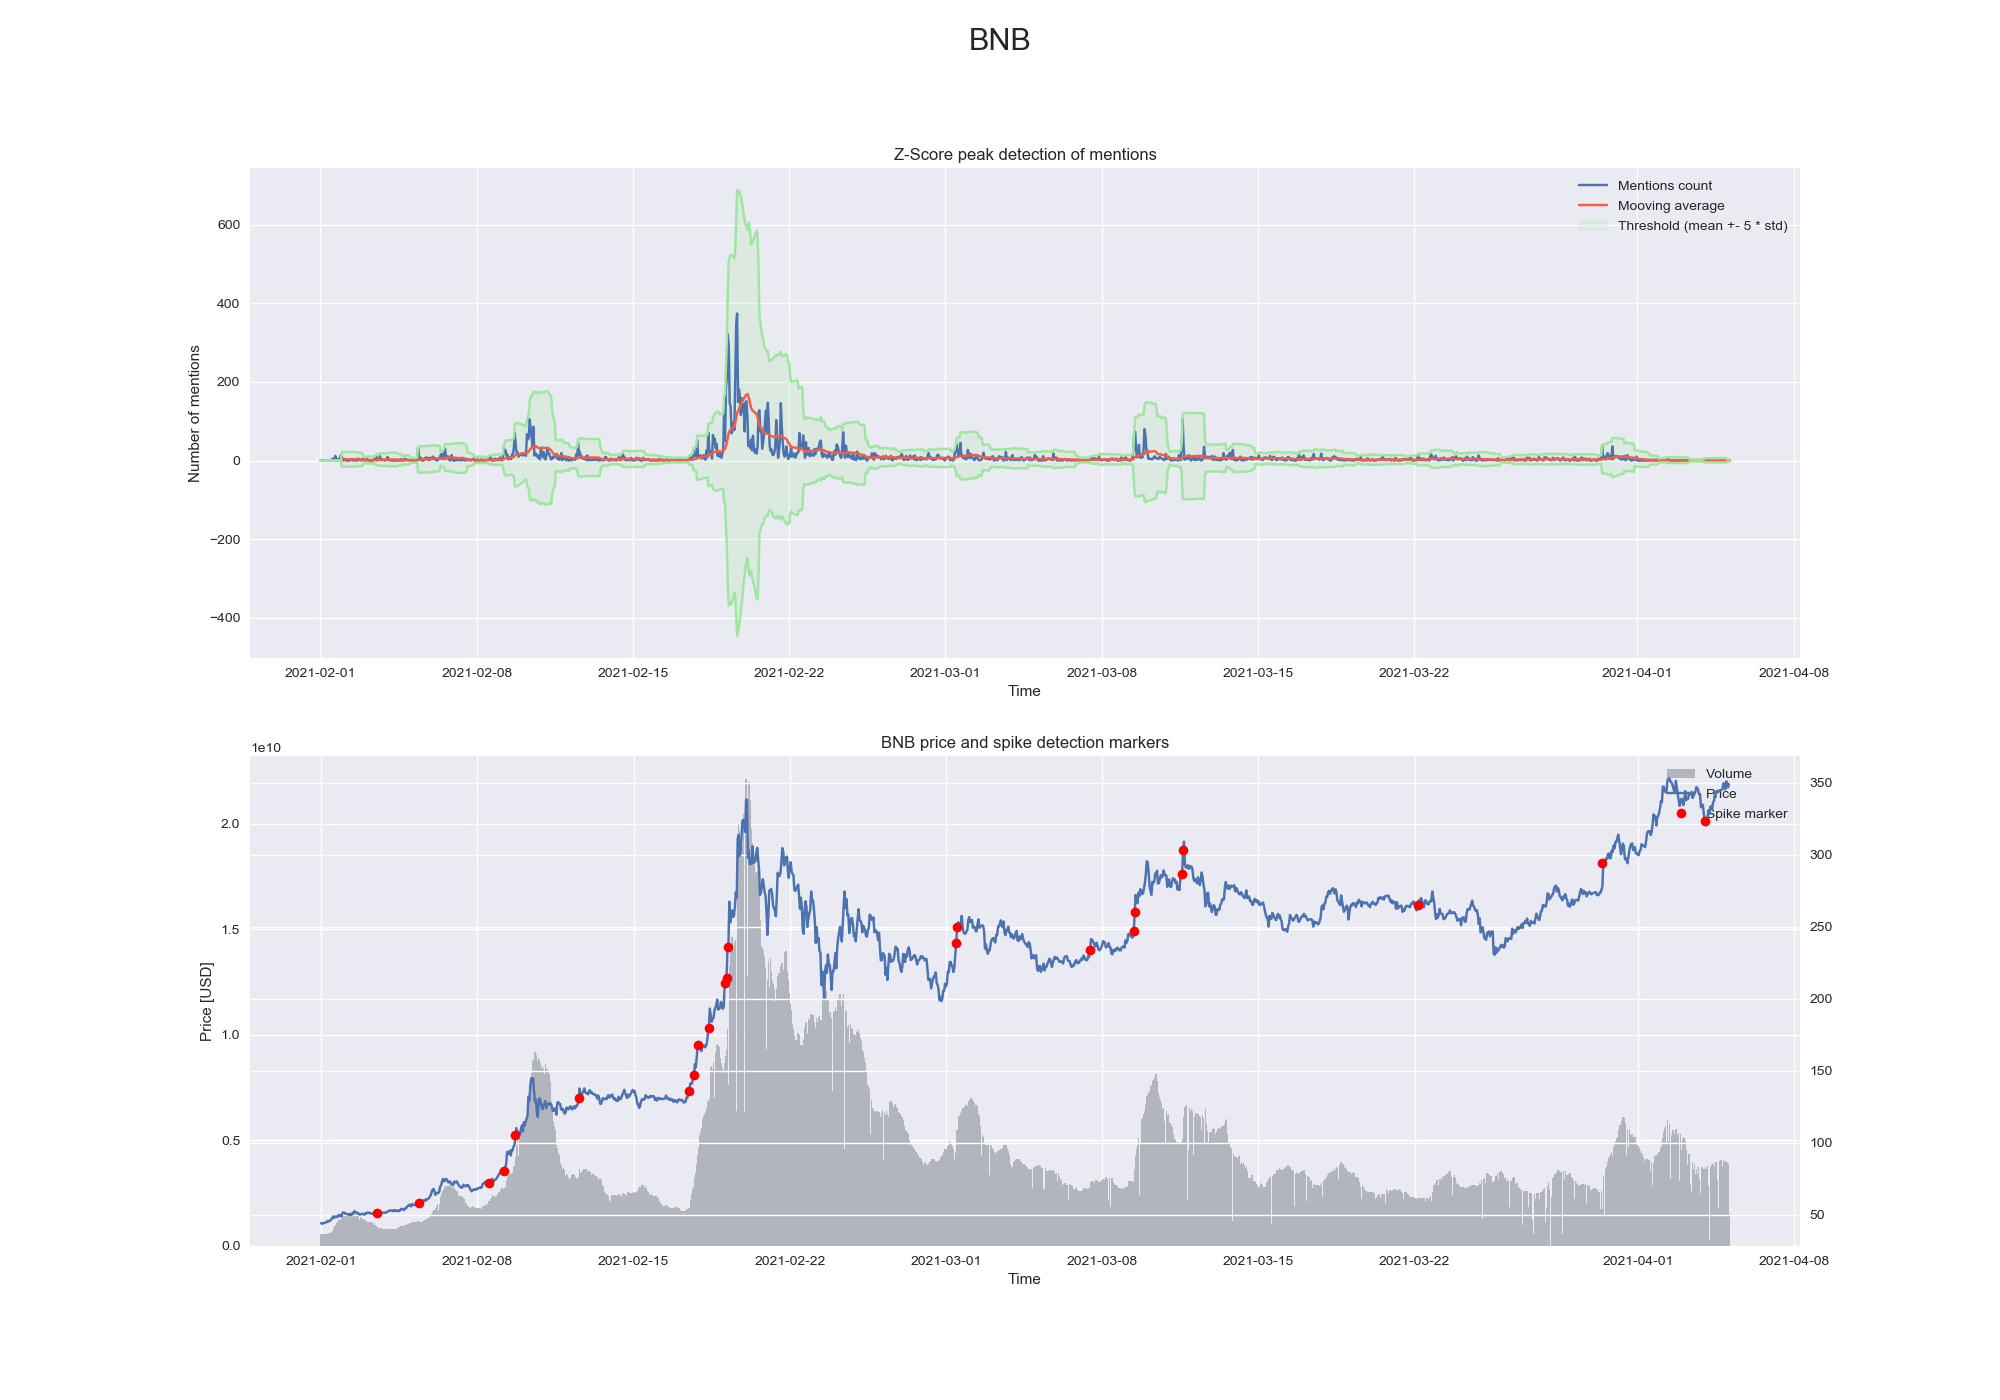 BNB
Z-Score peak detection of mentions
Mentions count
Mooving average
Threshold (mean +- 5 * std)
Number of mentions
600
400
200
0
−200
−400
2021-02-01 2021-02-08 2021-02-15 2021-02-22 2021-03-01 2021-03-08 2021-03-15 2021-03-22 2021-04-01 2021-04-08
Time
BNB price and spike detection markers
1e10
Volume
Price
Spike marker
Price [USD]
2.0
1.5
1.0
0.5
0.0
350
300
250
200
150
100
50
2021-02-01 2021-02-08 2021-02-15 2021-02-22 2021-03-01 2021-03-08 2021-03-15 2021-03-22 2021-04-01 2021-04-08
Time